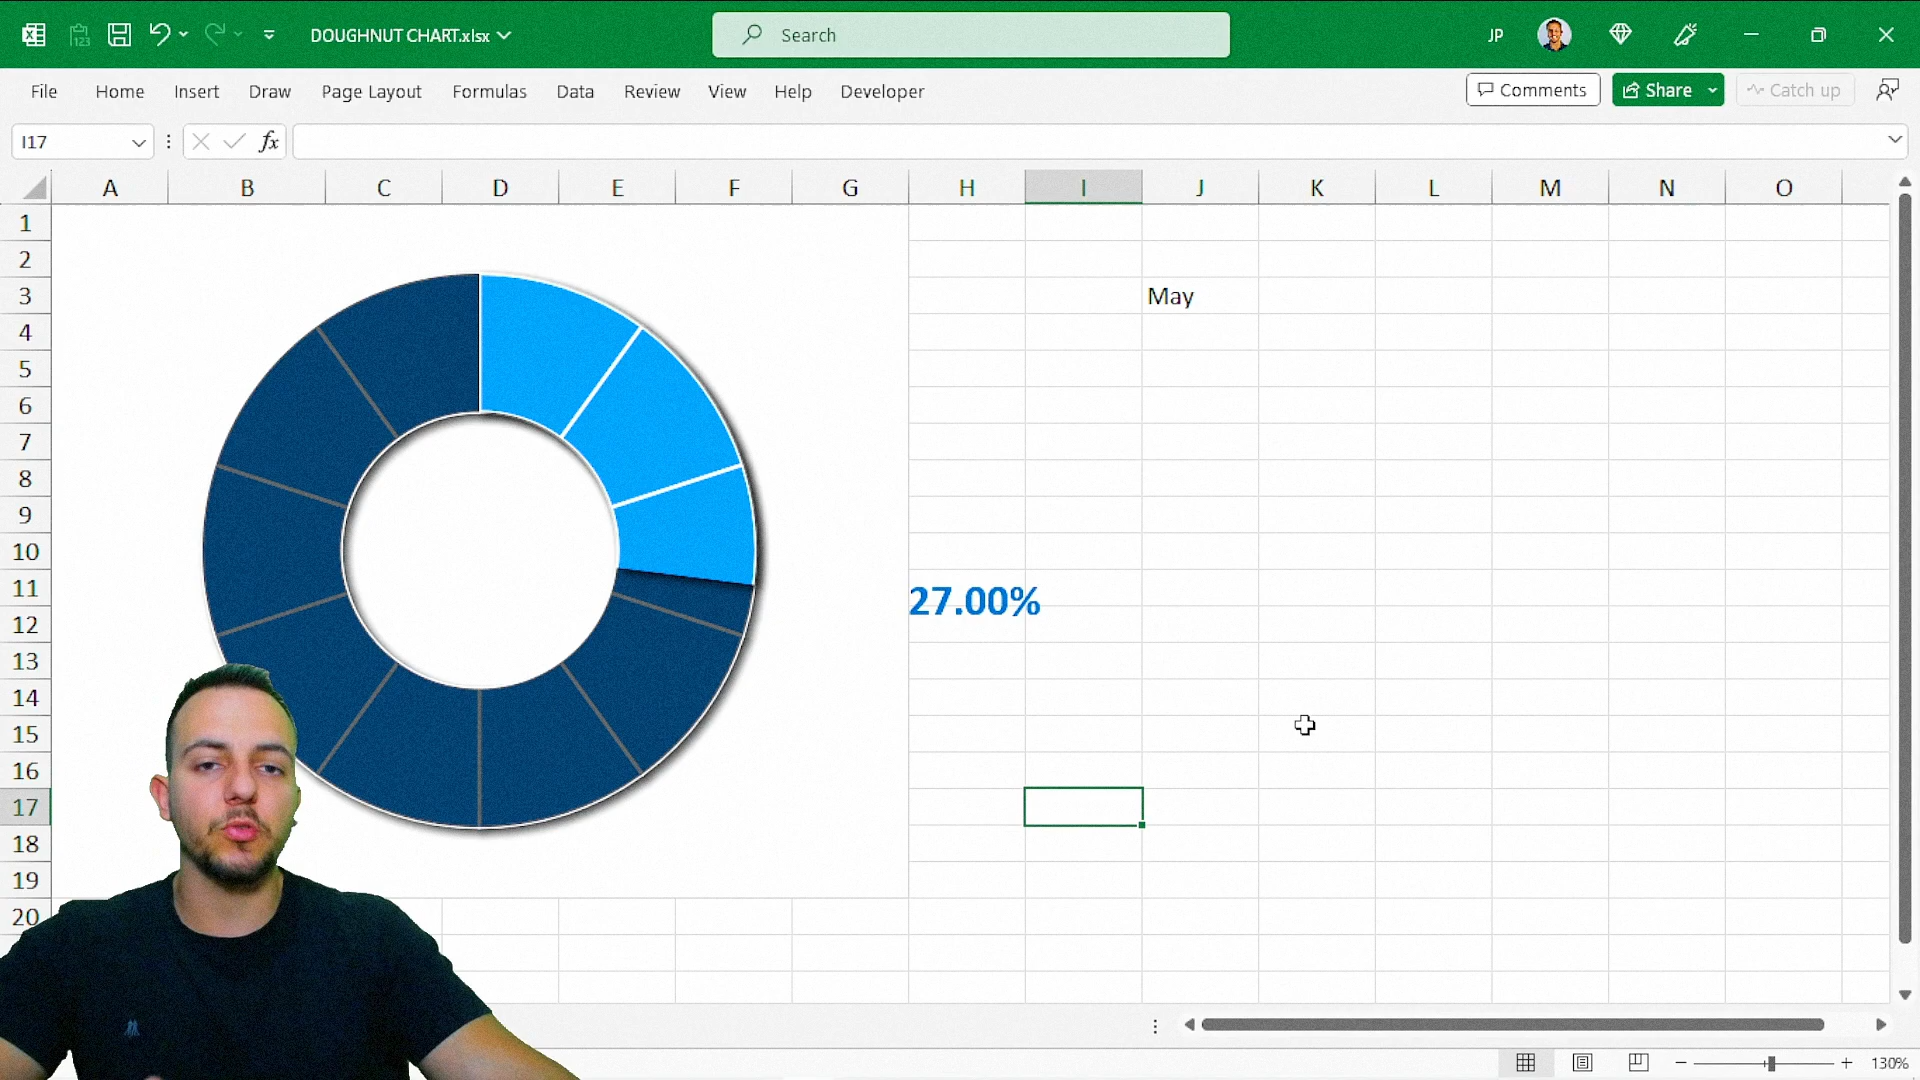 DOUGHNUT CHART.xlsx
Search
JP
File Home Insert Draw Page Layout Formulas Data Review View Help Developer
Comments Share Catch up
I17
fx
A B C D E F G H I J K L M N O
1
2
3 May
4
5
6
7
8
9
10
11
27.00%
12
13
14
15
16
17
18
19
20
130%